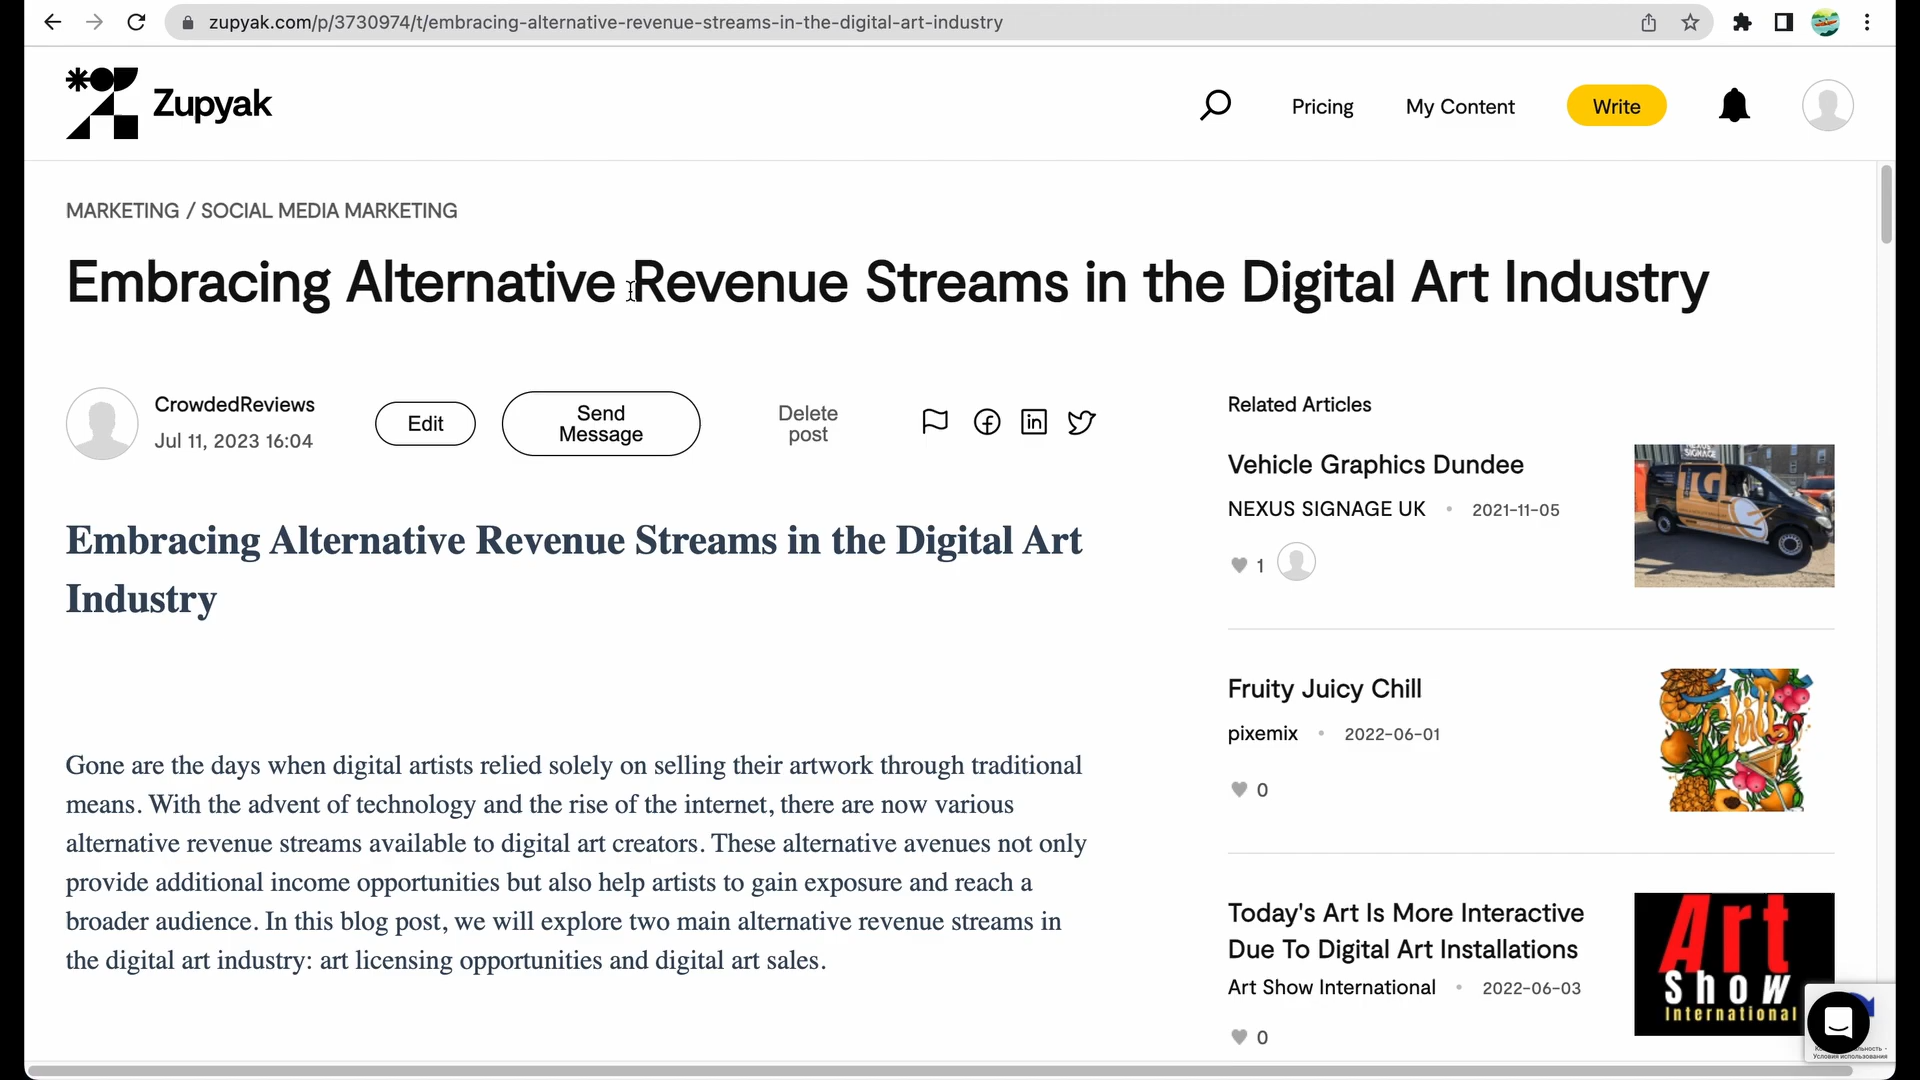 zupyak.com/p/3730974/t/embracing-alternative-revenue-streams-in-the-digital-art-industry
Zupyak
Pricing
My Content
Write
MARKETING / SOCIAL MEDIA MARKETING
Embracing Alternative Revenue Streams in the Digital Art Industry
CrowdedReviews
Jul 11, 2023 16:04
Edit
Send
Message
Delete
post
Embracing Alternative Revenue Streams in the Digital Art
Industry
Gone are the days when digital artists relied solely on selling their artwork through traditional
means. With the advent of technology and the rise of the internet, there are now various
alternative revenue streams available to digital art creators. These alternative avenues not only
provide additional income opportunities but also help artists to gain exposure and reach a
broader audience. In this blog post, we will explore two main alternative revenue streams in
the digital art industry: art licensing opportunities and digital art sales.
Related Articles
Vehicle Graphics Dundee
NEXUS SIGNAGE UK • 2021-11-05
1
Fruity Juicy Chill
pixemix • 2022-06-01
0
chill
Today's Art Is More Interactive
Due To Digital Art Installations
Art Show International • 2022-06-03
0
Art
Show
International
Условия использования